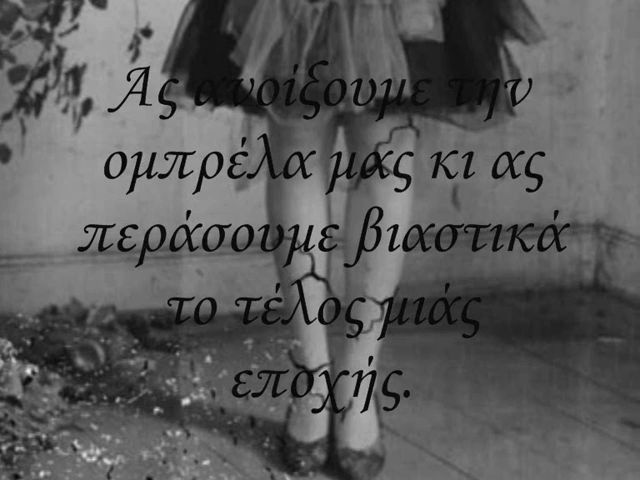 Ας ανοίξουμε την
ομπρέλα μας κι ας
περάσουμε βιαστικά
το τέλος μιάς
εποχής.